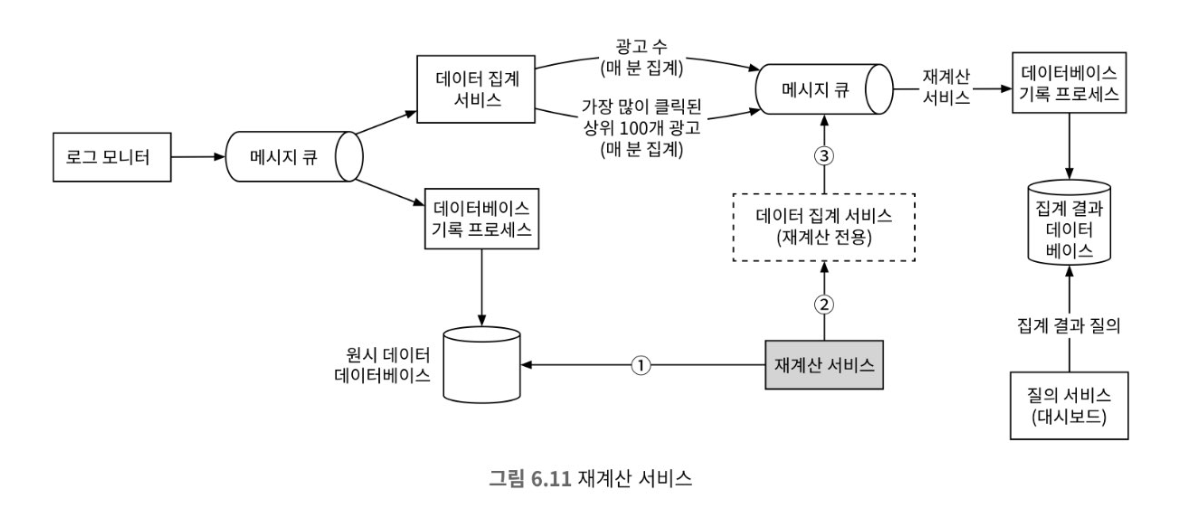 광고 수
(매 분 집계)
데이터 집계
서비스
가장 많이 클릭된
상위 100개 광고
(매 분 집계)
메시지 큐
재계산
서비스
데이터베이스
기록 프로세스
로그 모니터
메시지 큐
데이터베이스
기록 프로세스
③
데이터 집계 서비스
(재계산 전용)
집계 결과
데이터
베이스
②
집계 결과 질의
원시 데이터
데이터베이스
①
재계산 서비스
질의 서비스
(대시보드)
그림 6.11 재계산 서비스